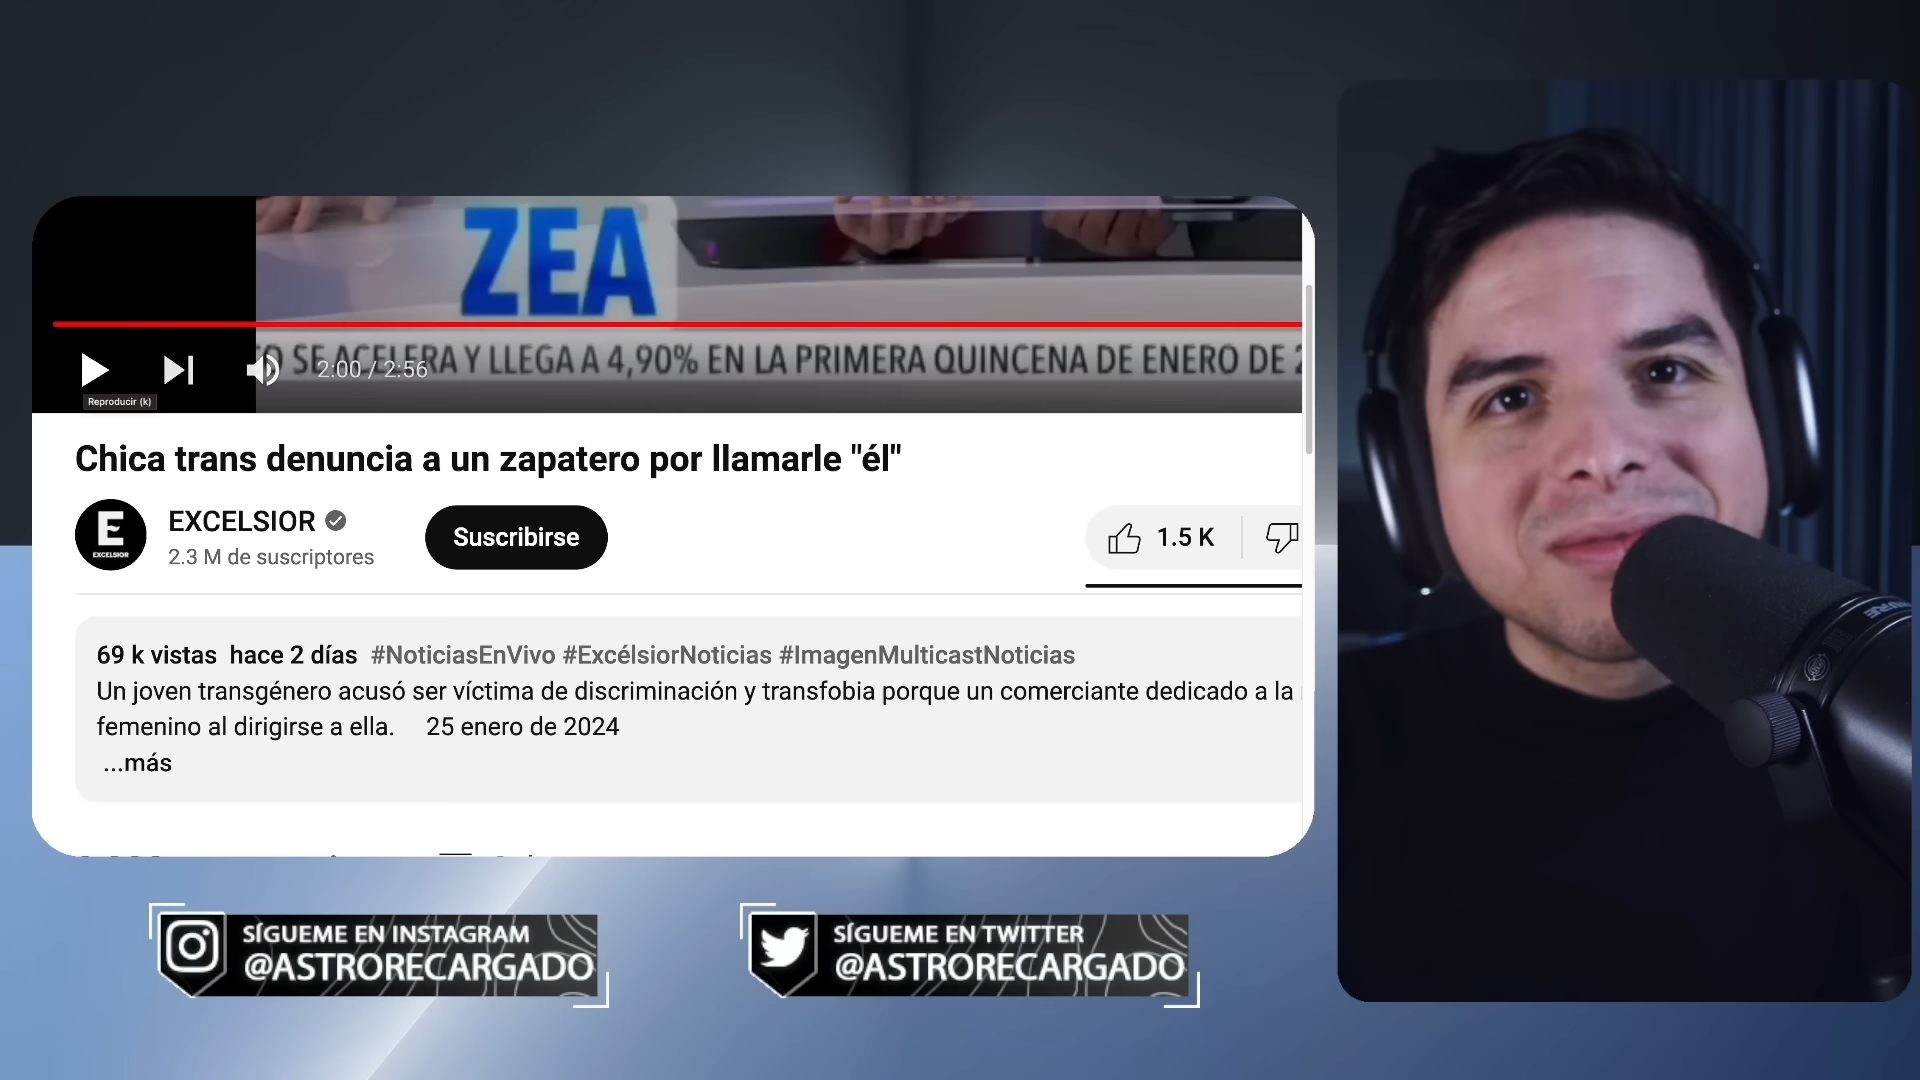 ZEA
SE ACELERA Y LLEGA A 4,90% EN LA PRIMERA QUINCENA DE ENERO DE
2:00 / 2:56
Reproducir (k)
Chica trans denuncia a un zapatero por llamarle "él"
E
EXCELSIOR
EXCELSIOR
2.3 M de suscriptores
Suscribirse
1.5 K
69 k vistas hace 2 días #NoticiasEnVivo #ExcélsiorNoticias #ImagenMulticastNoticias
Un joven transgénero acusó ser víctima de discriminación y transfobia porque un comerciante dedicado a la
femenino al dirigirse a ella. 25 enero de 2024
...más
SÍGUEME EN INSTAGRAM
@ASTRORECARGADO
SÍGUEME EN TWITTER
@ASTRORECARGADO